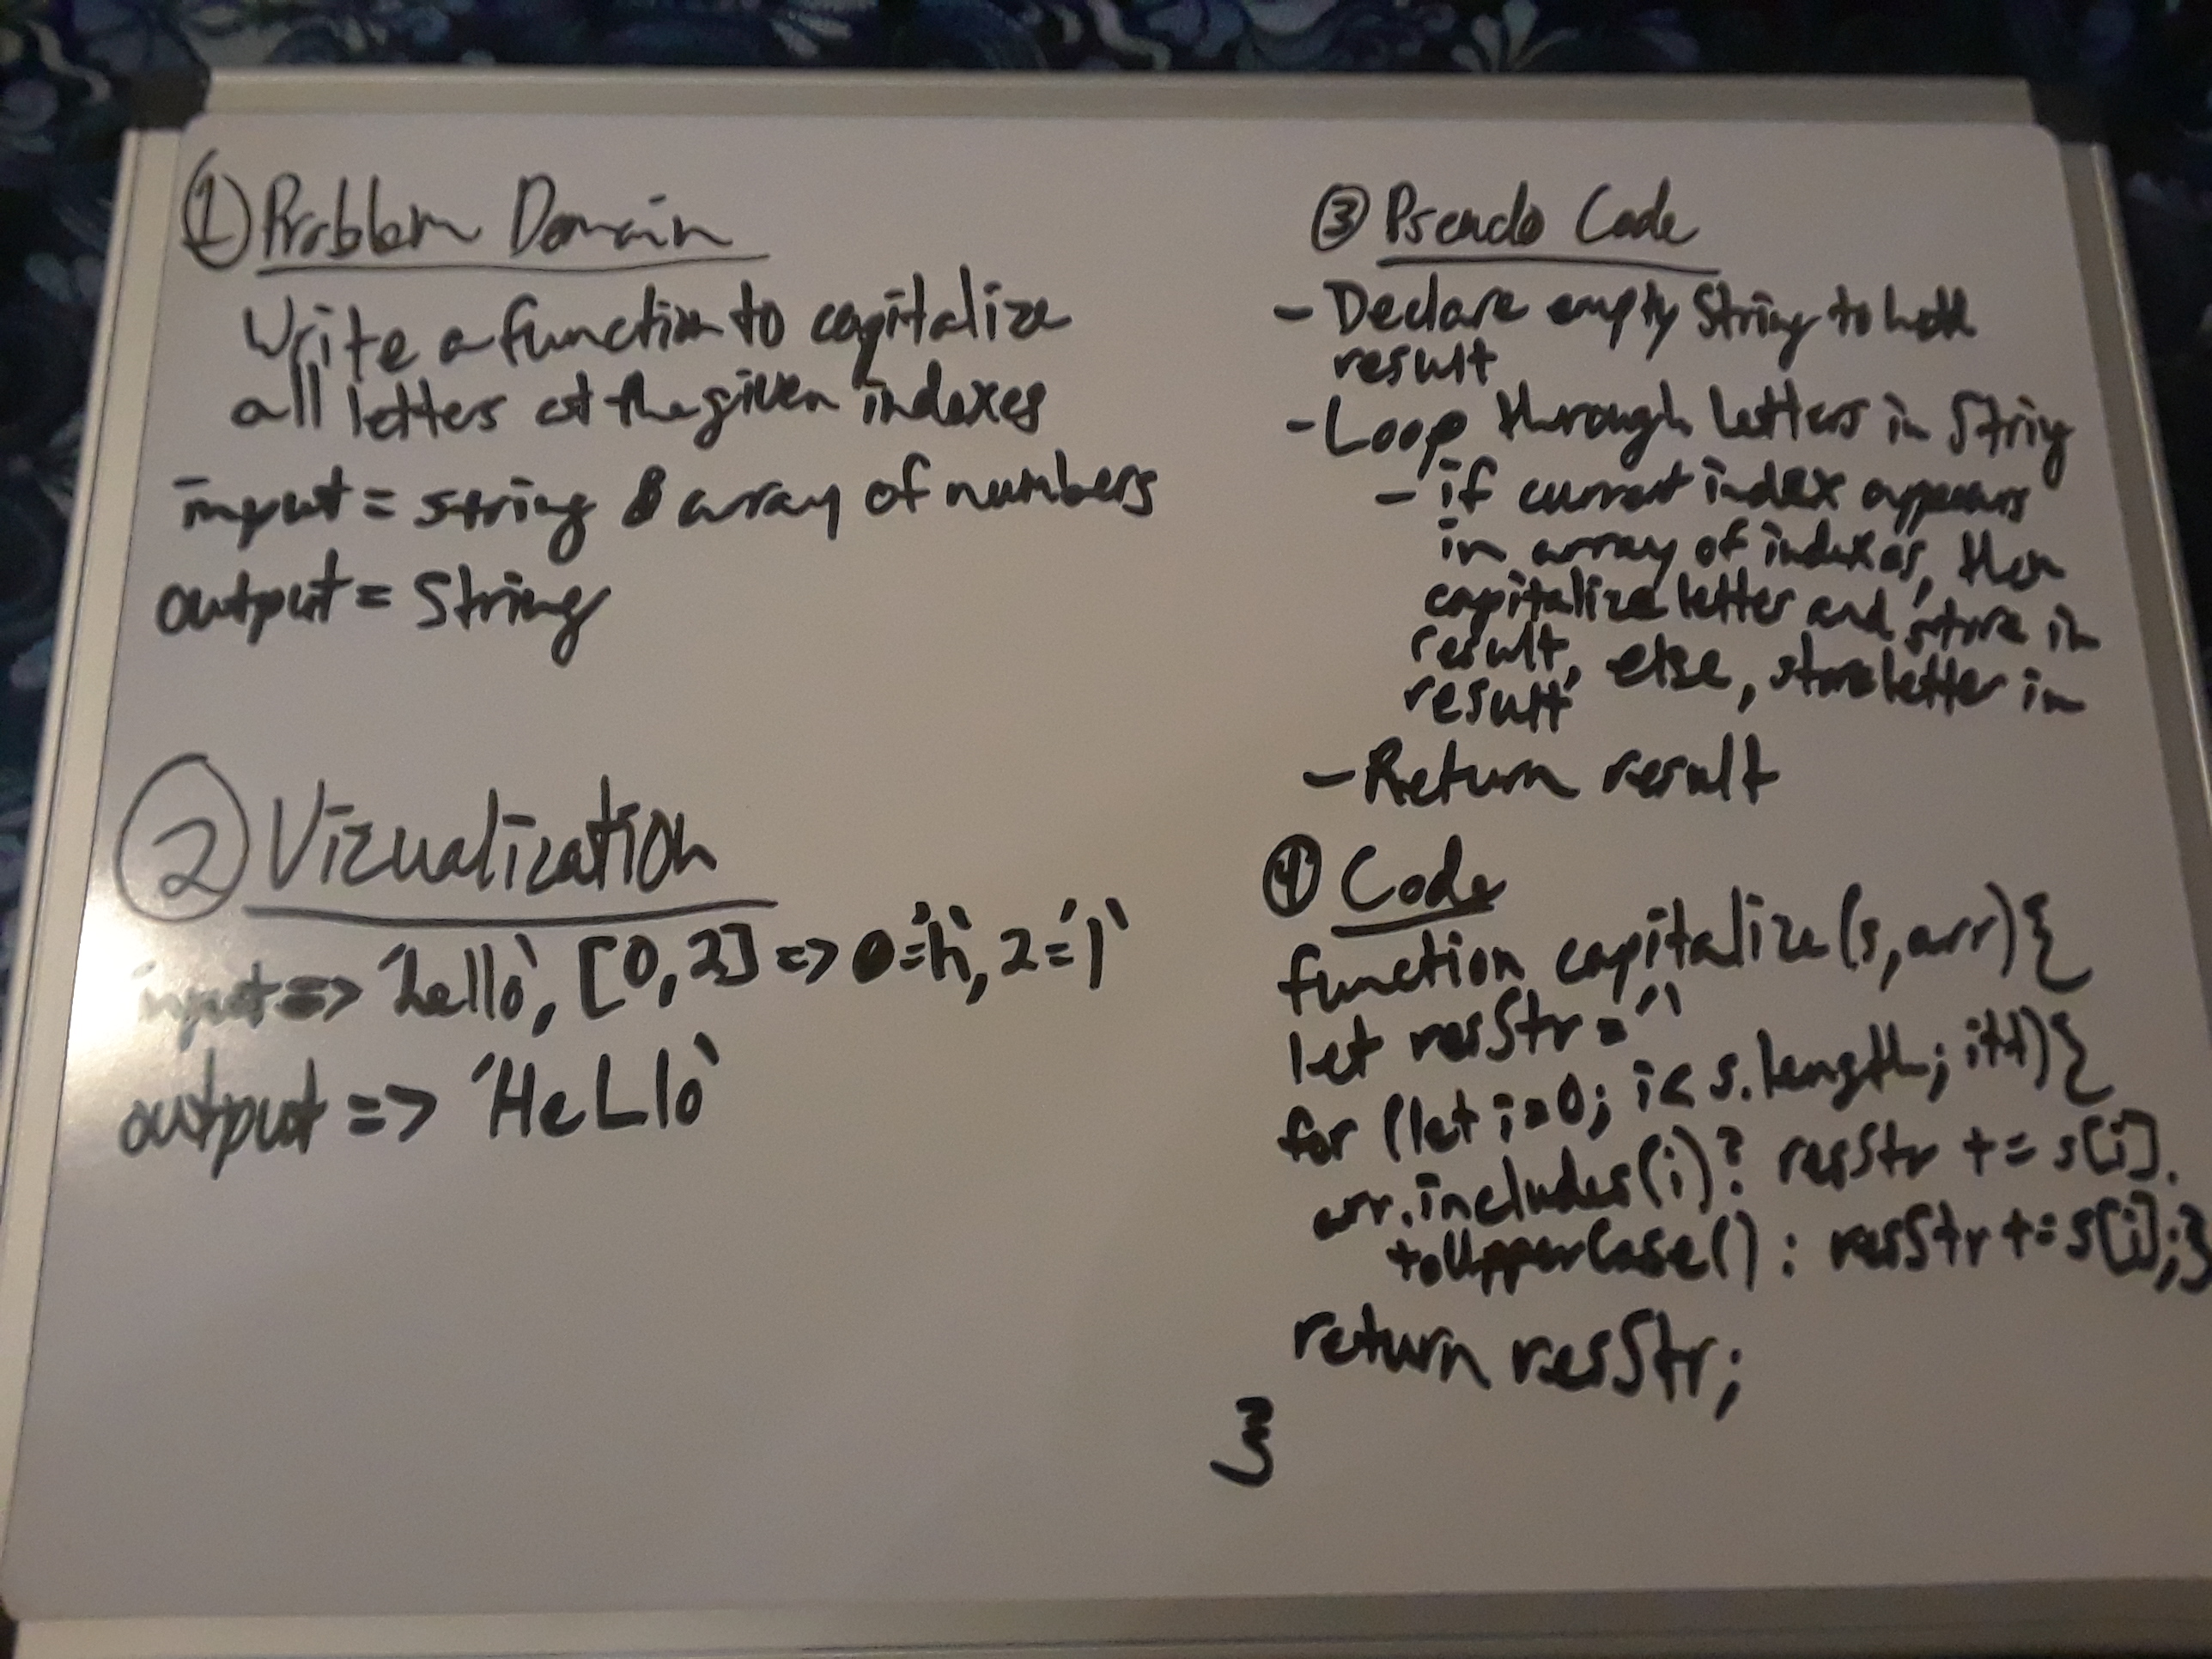 ① Problem Domain
Write a function to capitalize
all letters at the given indexes
input = string & array of numbers
output = String
② Vizualization
input => 'hello', [0, 2] => 0='h', 2='l'
output => 'HeLlo'
③ Pseudo Code
- Declare empty String to hold
result
- Loop through letters in String
- if current index appears
in array of indexes, then
capitalize letter and store in
result, else, store letter in
result
- Return result
④ Code
function capitalize(s, arr){
let resStr = ''
for (let i=0; i< s.length; i++){
arr.includes(i)? resStr += s[i].
toUpperCase() : resStr += s[i];}
return resStr;
}